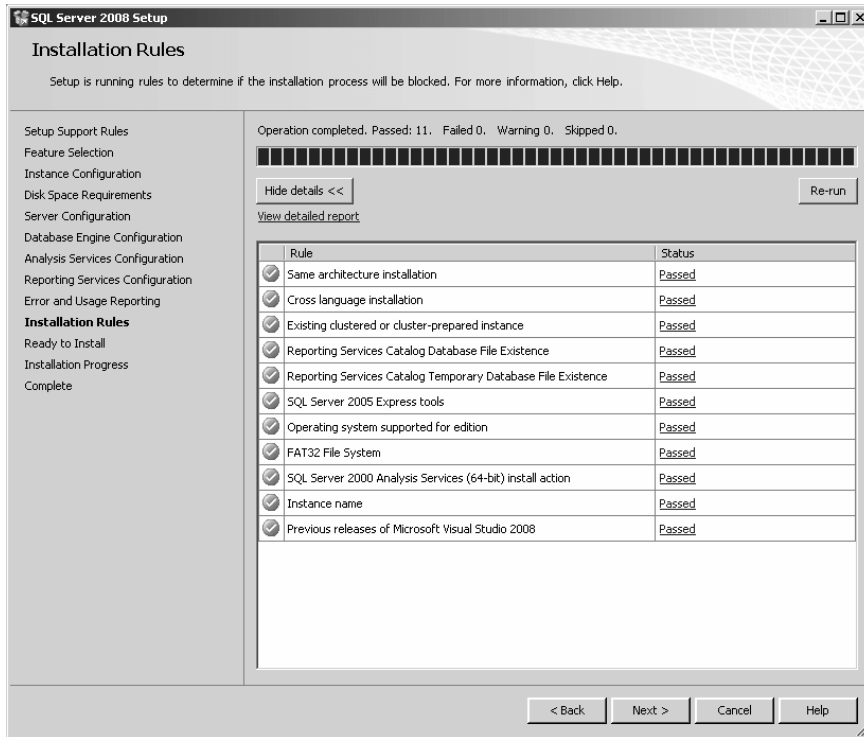 SQL Server 2008 Setup
Installation Rules
Setup is running rules to determine if the installation process will be blocked. For more information, click Help.
Setup Support Rules
Feature Selection
Instance Configuration
Disk Space Requirements
Server Configuration
Database Engine Configuration
Analysis Services Configuration
Reporting Services Configuration
Error and Usage Reporting
Installation Rules
Ready to Install
Installation Progress
Complete
Operation completed. Passed: 11. Failed 0. Warning 0. Skipped 0.
Hide details << Re-run
View detailed report
Rule Status
Same architecture installation Passed
Cross language installation Passed
Existing clustered or cluster-prepared instance Passed
Reporting Services Catalog Database File Existence Passed
Reporting Services Catalog Temporary Database File Existence Passed
SQL Server 2005 Express tools Passed
Operating system supported for edition Passed
FAT32 File System Passed
SQL Server 2000 Analysis Services (64-bit) install action Passed
Instance name Passed
Previous releases of Microsoft Visual Studio 2008 Passed
< Back Next > Cancel Help